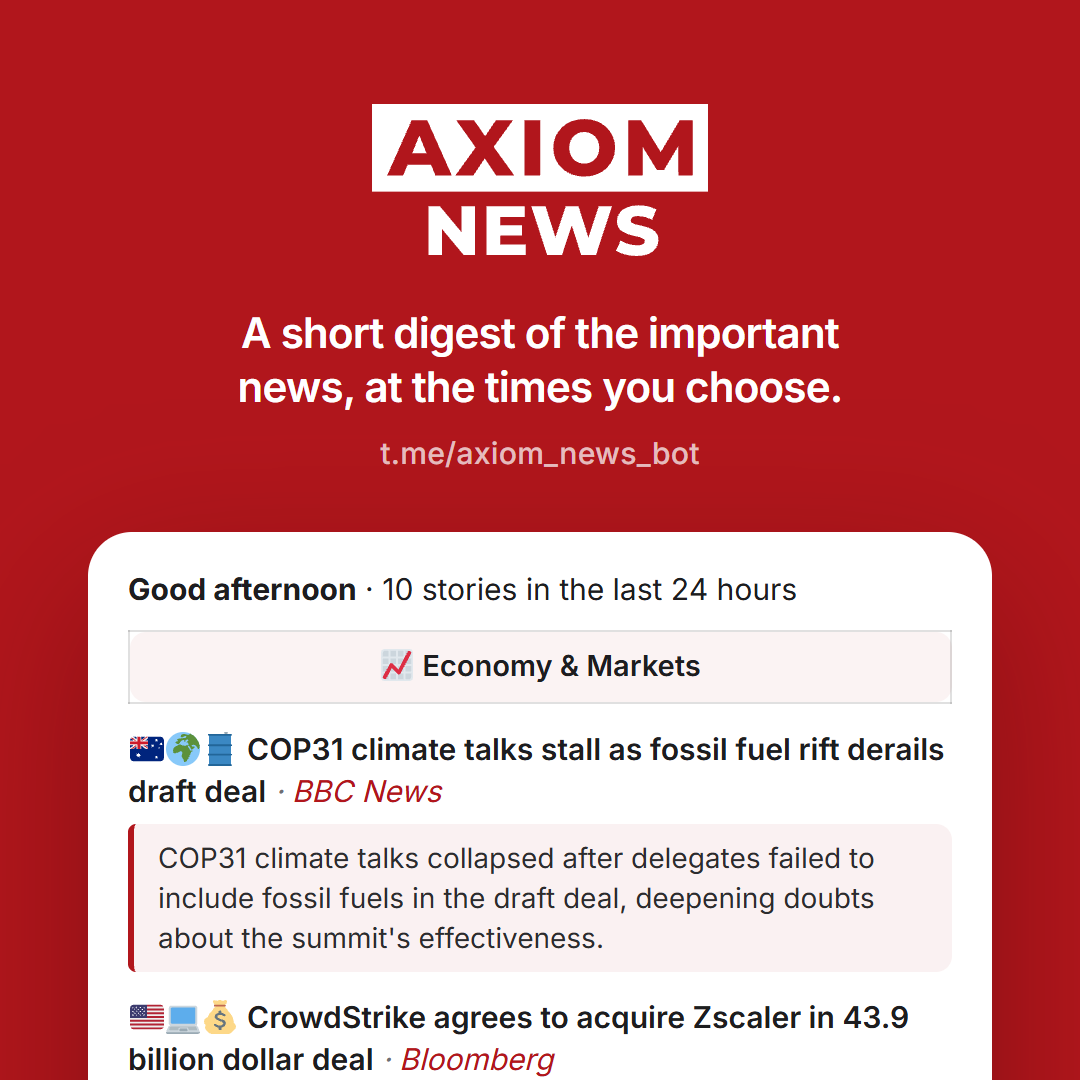 AXIOM
NEWS
A short digest of the important
news, at the times you choose.
t.me/axiom_news_bot
Good afternoon · 10 stories in the last 24 hours
Economy & Markets
COP31 climate talks stall as fossil fuel rift derails
draft deal · BBC News
COP31 climate talks collapsed after delegates failed to
include fossil fuels in the draft deal, deepening doubts
about the summit's effectiveness.
CrowdStrike agrees to acquire Zscaler in 43.9
billion dollar deal · Bloomberg